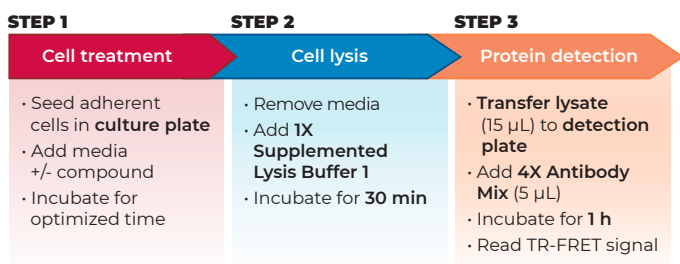 STEP 1
Cell treatment
· Seed adherent
cells in culture plate
· Add media
+/- compound
· Incubate for
optimized time
STEP 2
Cell lysis
· Remove media
· Add 1X
Supplemented
Lysis Buffer 1
· Incubate for 30 min
STEP 3
Protein detection
· Transfer lysate
(15 µL) to detection
plate
· Add 4X Antibody
Mix (5 µL)
· Incubate for 1 h
· Read TR-FRET signal